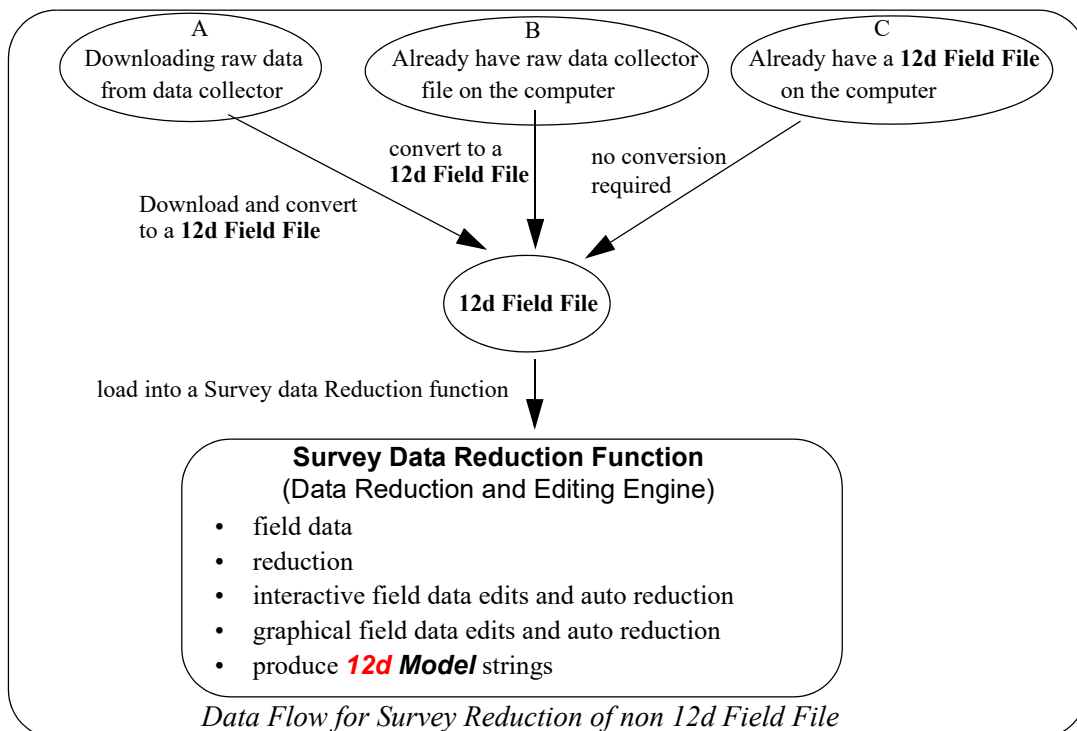 A
Downloading raw data
from data collector
B
Already have raw data collector
file on the computer
C
Already have a 12d Field File
on the computer
convert to a
12d Field File
no conversion
required
Download and convert
to a 12d Field File
12d Field File
load into a Survey data Reduction function
Survey Data Reduction Function
(Data Reduction and Editing Engine)
• field data
• reduction
• interactive field data edits and auto reduction
• graphical field data edits and auto reduction
• produce 12d Model strings
Data Flow for Survey Reduction of non 12d Field File